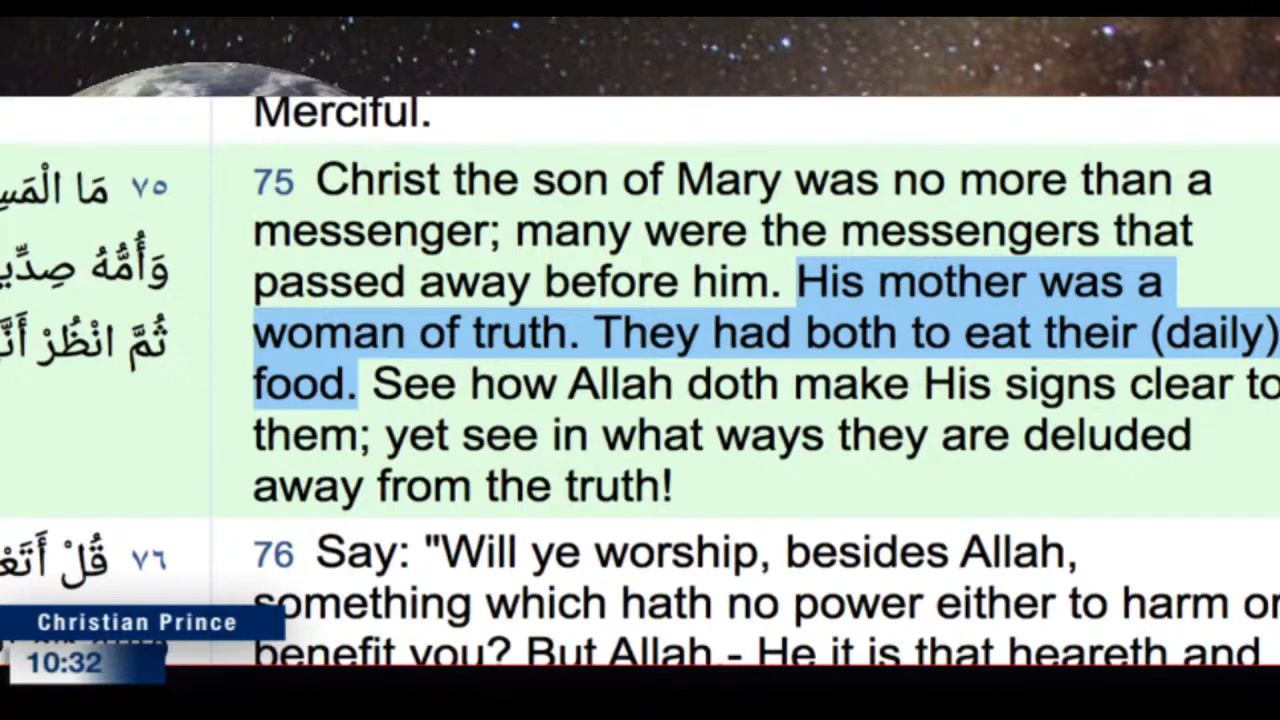 Merciful.
75 Christ the son of Mary was no more than a
messenger; many were the messengers that
passed away before him. His mother was a
woman of truth. They had both to eat their (daily)
food. See how Allah doth make His signs clear to
them; yet see in what ways they are deluded
away from the truth!
٧٥ مَا
وَأُمُّهُ
ثُمَّ انْظُرْ
76 Say: "Will ye worship, besides Allah,
something which hath no power either to harm or
benefit you? But Allah,- He it is that heareth and
٧٦ قُلْ
Christian Prince
10:32